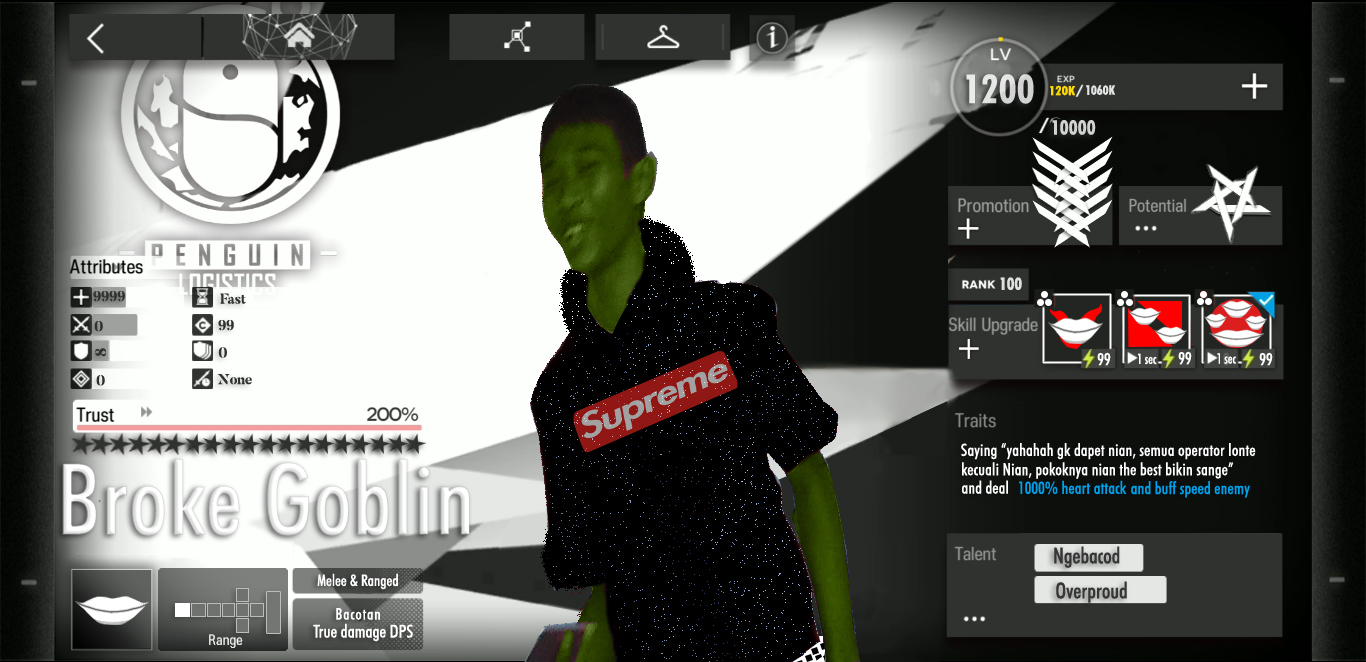 LV
1200
/10000
EXP
120K/1060K
PENGUIN
LOGISTICS
Attributes
9999
Fast
0
99
∞
0
0
None
Trust
200%
Broke Goblin
Supreme
Promotion
Potential
RANK 100
Skill Upgrade
99
1 sec
99
1 sec
99
Traits
Saying “yahahah gk dapet nian, semua operator lonte
kecuali Nian, pokoknya nian the best bikin sange”
and deal 1000% heart attack and buff speed enemy
Talent
Ngebacod
Overproud
Range
Melee & Ranged
Bacotan
True damage DPS